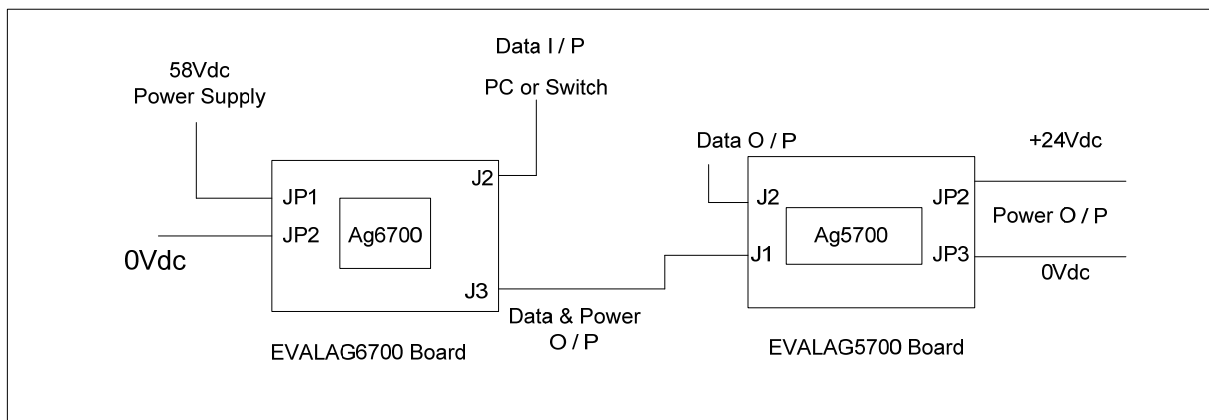 Data I / P
PC or Switch
58Vdc
Power Supply
JP1
JP2
0Vdc
Ag6700
J2
J3
Data & Power
O / P
EVALAG6700 Board
Data O / P
J2
J1
Ag5700
JP2
JP3
+24Vdc
Power O / P
0Vdc
EVALAG5700 Board